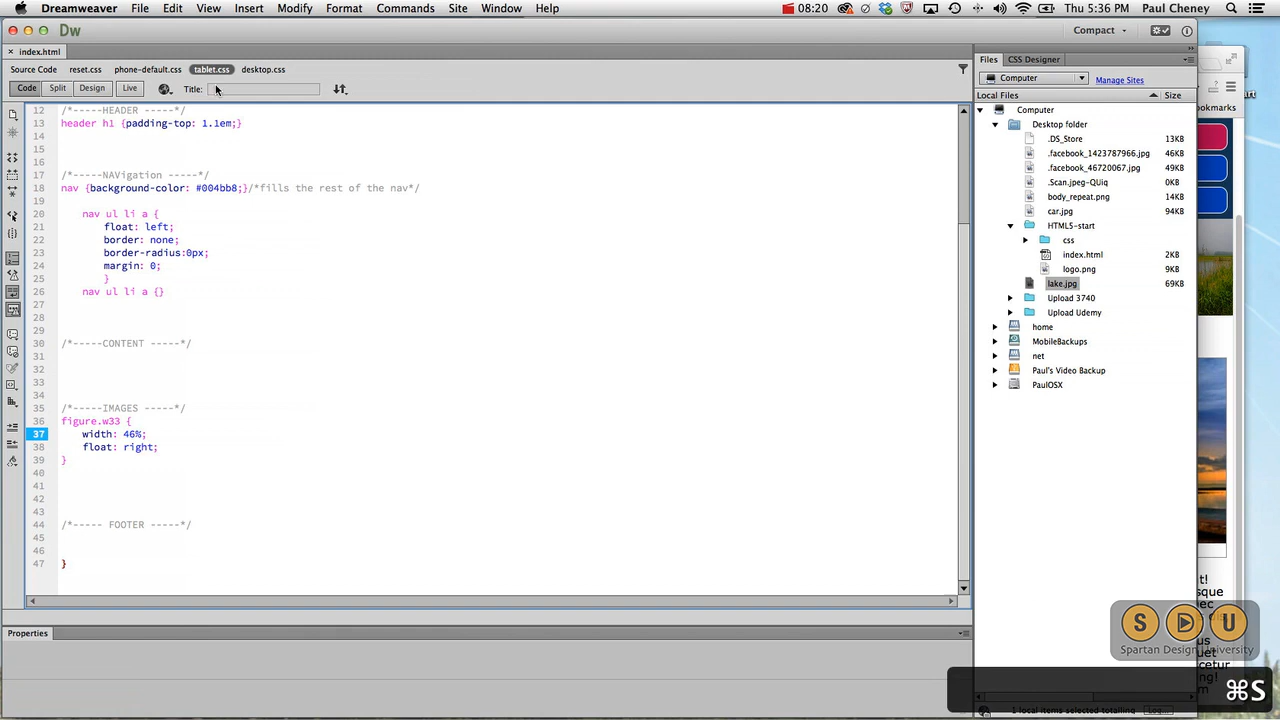 Dreamweaver File Edit View Insert Modify Format Commands Site Window Help 08:20 Thu 5:36 PM Paul Cheney
Dw Compact
× index.html
Source Code reset.css phone-default.css tablet.css desktop.css
Code Split Design Live Title:
12 /*-----HEADER -----*/
13 header h1 {padding-top: 1.1em;}
14
15
16
17 /*-----NAVigation -----*/
18 nav {background-color: #004bb8;}/*fills the rest of the nav*/
19
20 nav ul li a {
21 float: left;
22 border: none;
23 border-radius:0px;
24 margin: 0;
25 }
26 nav ul li a {}
27
28
29
30 /*-----CONTENT -----*/
31
32
33
34
35 /*-----IMAGES -----*/
36 figure.w33 {
37 width: 46%;
38 float: right;
39 }
40
41
42
43
44 /*----- FOOTER -----*/
45
46
47 }
Properties
Files CSS Designer
Computer Manage Sites
Local Files Size
Computer
Desktop folder
.DS_Store 13KB
.facebook_1423787966.jpg 46KB
.facebook_46720067.jpg 49KB
.Scan.jpeg-QUiq 0KB
body_repeat.png 14KB
car.jpg 94KB
HTML5-start
css
index.html 2KB
logo.png 9KB
lake.jpg 69KB
Upload 3740
Upload Udemy
home
MobileBackups
net
Paul's Video Backup
PaulOSX
1 local items selected totalling
okmarks
S D U
Spartan Design University
⌘S